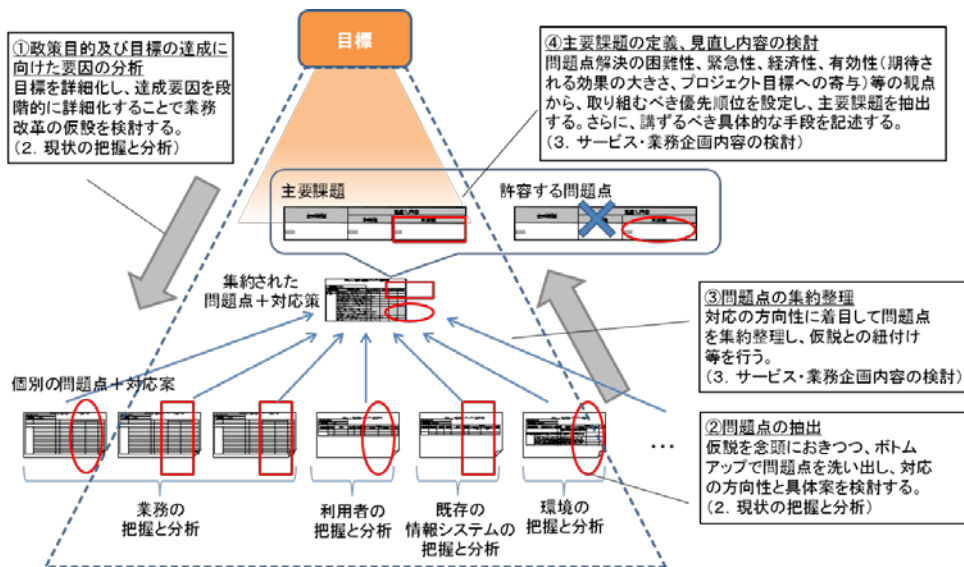 目標
①政策目的及び目標の達成に
向けた要因の分析
目標を詳細化し、達成要因を段
階的に詳細化することで業務
改革の仮設を検討する。
(2. 現状の把握と分析)
④主要課題の定義、見直し内容の検討
問題点解決の困難性、緊急性、経済性、有効性(期待
される効果の大きさ、プロジェクト目標への寄与)等の観点
から、取り組むべき優先順位を設定し、主要課題を抽出
する。さらに、講ずるべき具体的な手段を記述する。
(3. サービス・業務企画内容の検討)
主要課題
許容する問題点
集約された
問題点+対応策
③問題点の集約整理
対応の方向性に着目して問題点
を集約整理し、仮説との紐付け
等を行う。
(3. サービス・業務企画内容の検討)
個別の問題点+対応案
②問題点の抽出
仮説を念頭におきつつ、ボトム
アップで問題点を洗い出し、対応
の方向性と具体案を検討する。
(2. 現状の把握と分析)
…
業務の
把握と分析
利用者の
把握と分析
既存の
情報システムの
把握と分析
環境の
把握と分析